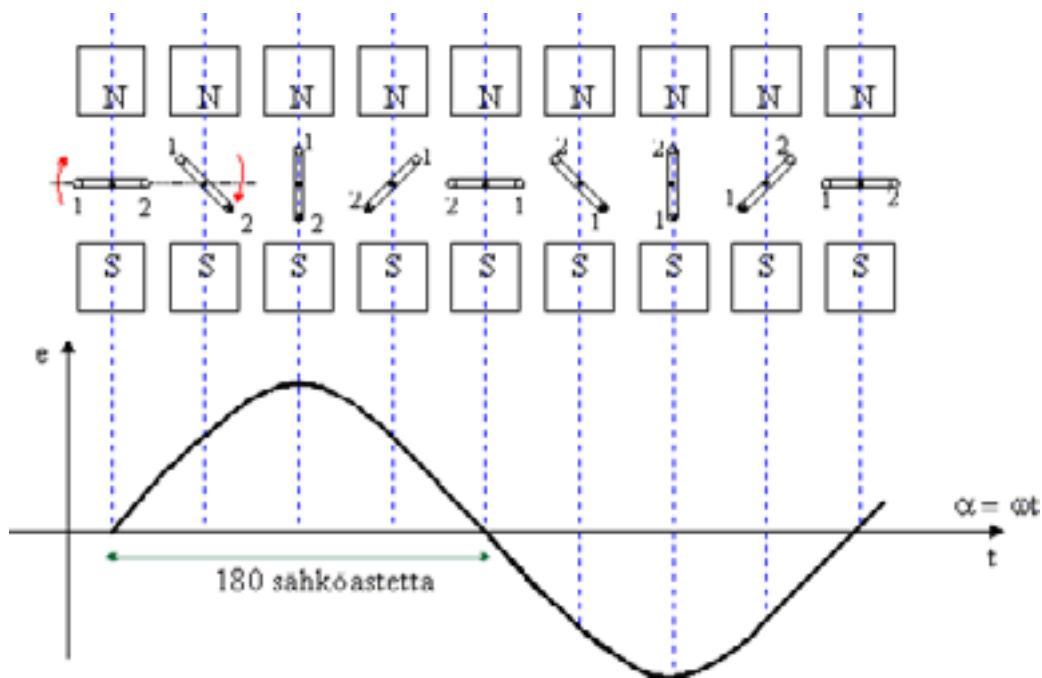 N N N N N N N N N
1 2 1 2 1 2 1 2 2 1 2 1 2 1 2 1 1 2
S S S S S S S S S
e
α = ωt
t
180 sähköastetta